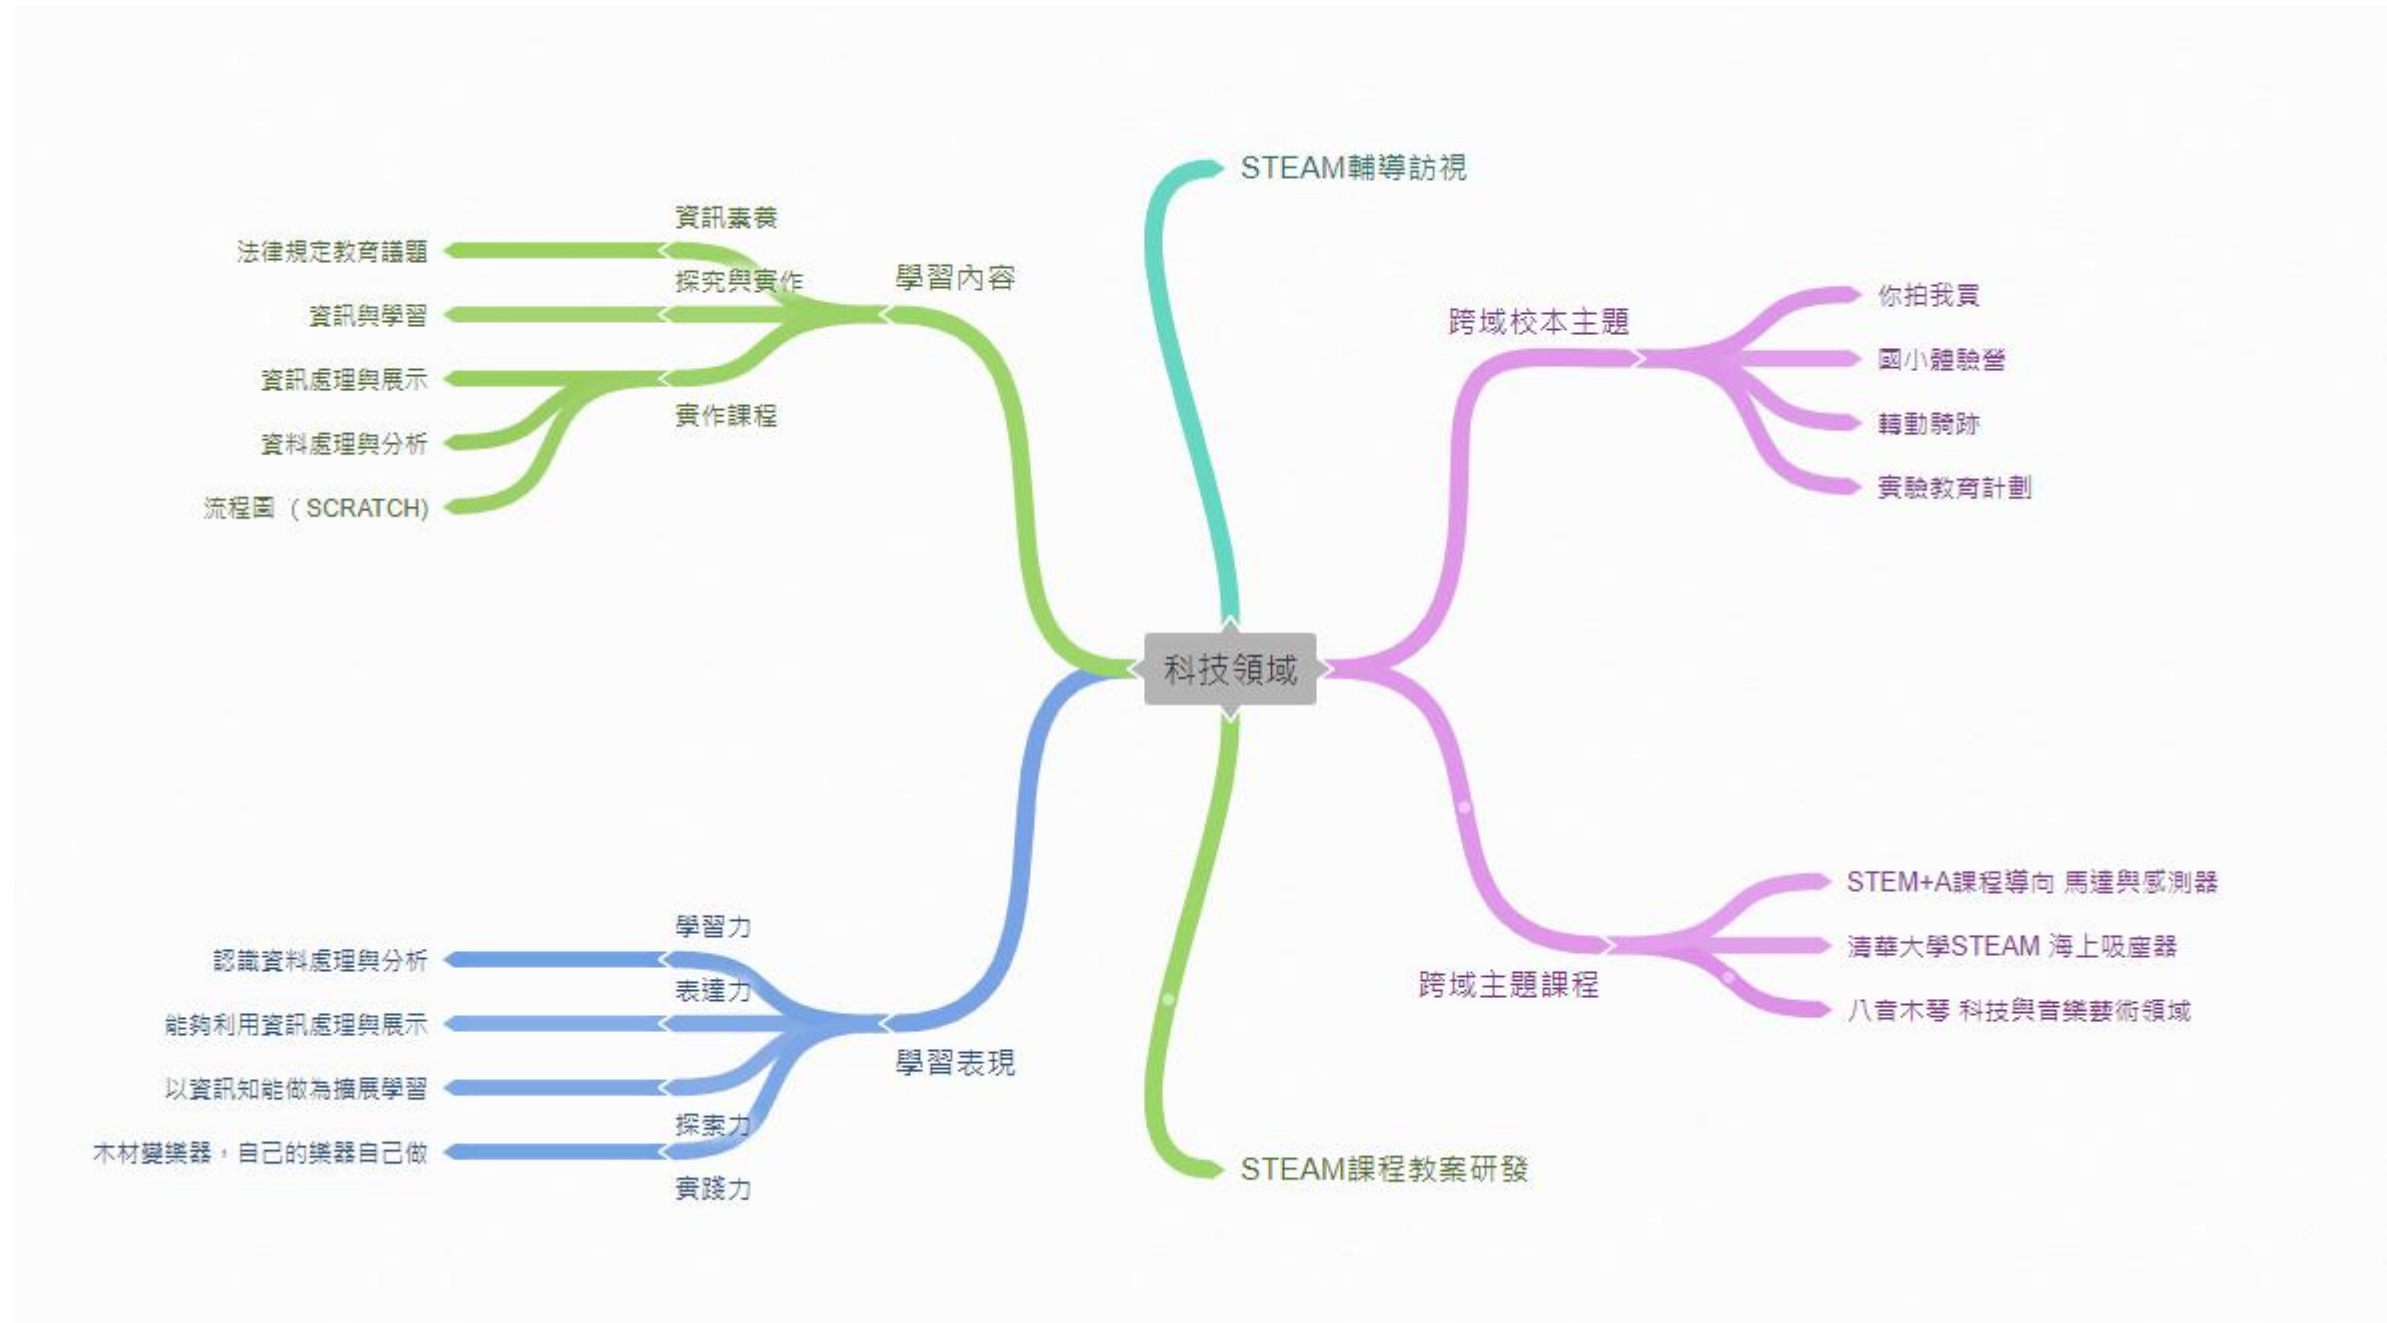 STEAM輔導訪視
資訊素養
法律規定教育議題
探究與實作
學習內容
資訊與學習
資訊處理與展示
實作課程
資料處理與分析
流程圖（SCRATCH)
跨域校本主題
你拍我買
國小體驗營
轉動騎跡
實驗教育計劃
科技領域
學習力
認識資料處理與分析
表達力
能夠利用資訊處理與展示
學習表現
以資訊知能做為擴展學習
探索力
木材變樂器，自己的樂器自己做
實踐力
STEM+A課程導向 馬達與感測器
清華大學STEAM 海上吸塵器
跨域主題課程
八音木琴 科技與音樂藝術領域
STEAM課程教案研發